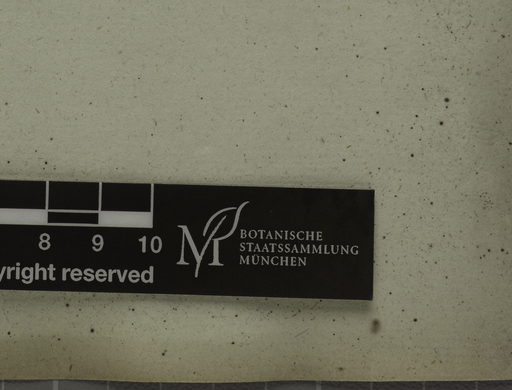 8 9 10
yright reserved
M
BOTANISCHE
STAATSSAMMLUNG
MÜNCHEN